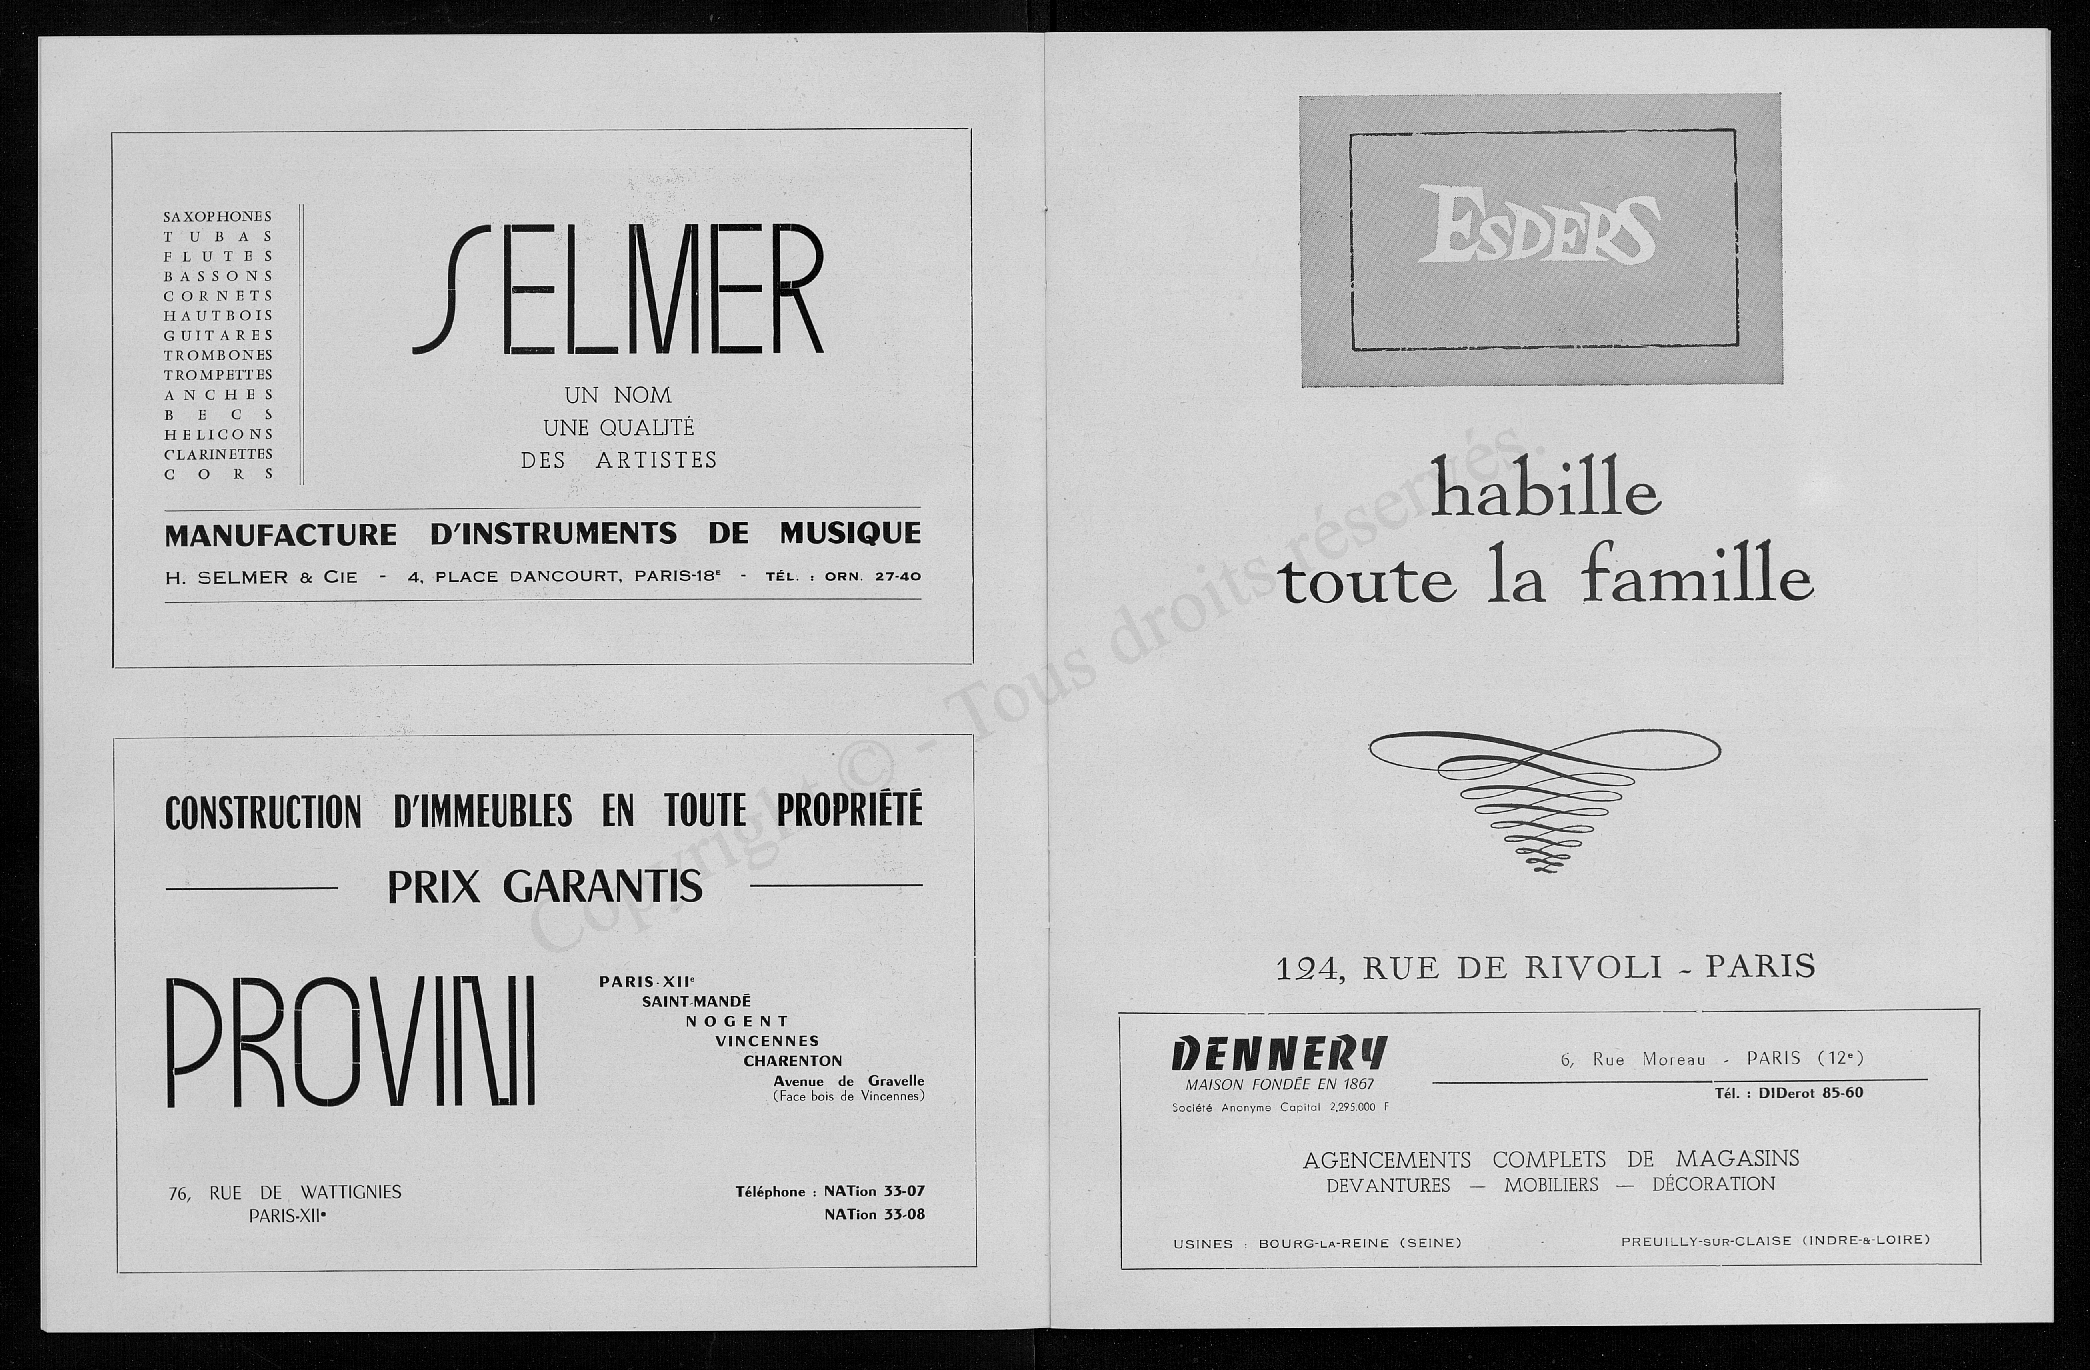 SAXOPHONES
TUBAS
FLUTES
BASSONS
CORNETS
HAUTBOIS
GUITARES
TROMBONES
TROMPETTES
ANCHES
BECS
HELICONS
CLARINETTES
CORS
SELMER
UN NOM
UNE QUALITÉ
DES ARTISTES
MANUFACTURE D'INSTRUMENTS DE MUSIQUE
H. SELMER & CIE - 4, PLACE DANCOURT, PARIS-18E - TÉL. : ORN. 27-40
CONSTRUCTION D'IMMEUBLES EN TOUTE PROPRIÉTÉ
PRIX GARANTIS
PROVINI
PARIS-XIIe
SAINT-MANDÉ
NOGENT
VINCENNES
CHARENTON
Avenue de Gravelle
(Face bois de Vincennes)
76, RUE DE WATTIGNIES
PARIS-XIIe
Téléphone : NATion 33-07
NATion 33-08
ESDERS
habille
toute la famille
124, RUE DE RIVOLI - PARIS
DENNERY
MAISON FONDÉE EN 1867
Société Anonyme Capital 2,295.000 F
6, Rue Moreau - PARIS (12e)
Tél. : DIDerot 85-60
AGENCEMENTS COMPLETS DE MAGASINS
DEVANTURES — MOBILIERS — DÉCORATION
USINES : BOURG-LA-REINE (SEINE) - PREUILLY-SUR-CLAISE (INDRE-&-LOIRE)
Copyright © - Tous droits réservés.